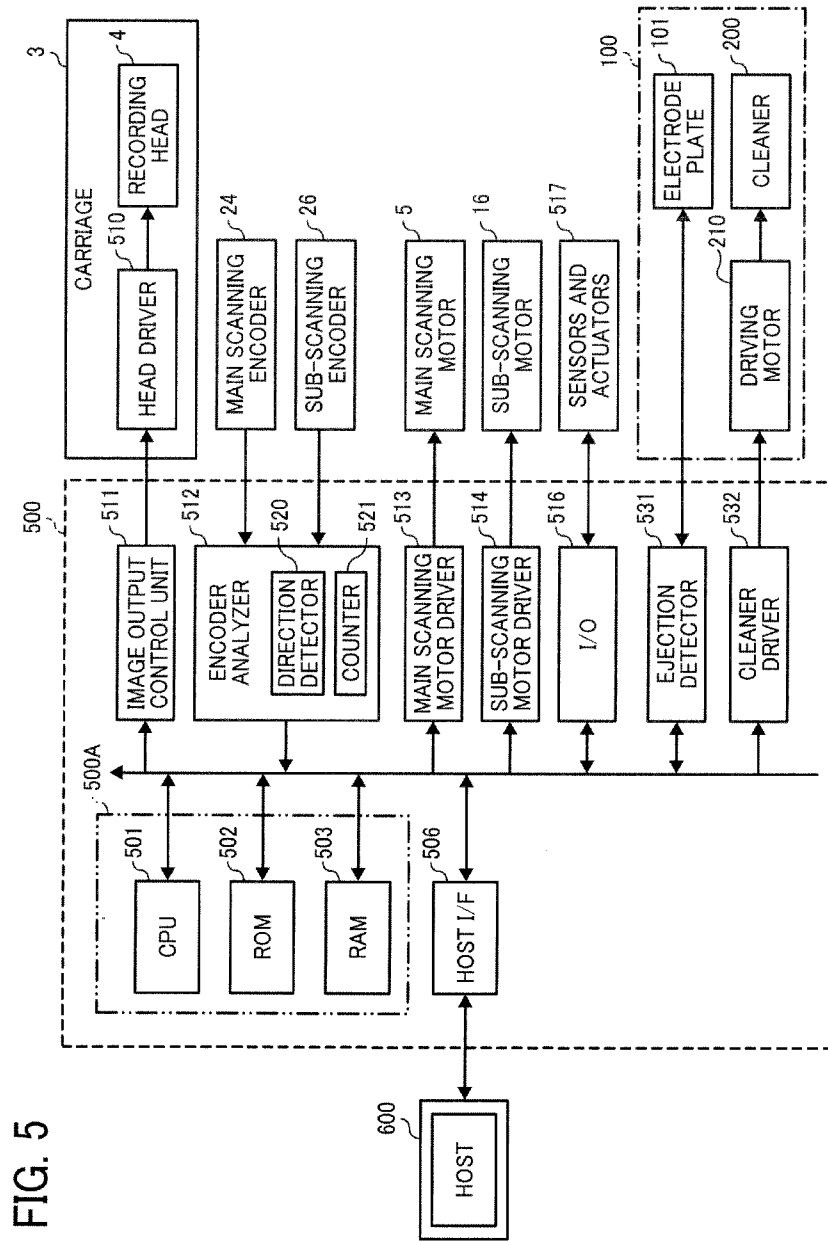 FIG. 5
600
HOST
500
500A
501
CPU
502
ROM
503
RAM
506
HOST I/F
511
IMAGE OUTPUT
CONTROL UNIT
512
ENCODER
ANALYZER
520
DIRECTION
DETECTOR
521
COUNTER
513
MAIN SCANNING
MOTOR DRIVER
514
SUB-SCANNING
MOTOR DRIVER
516
I/O
531
EJECTION
DETECTOR
532
CLEANER
DRIVER
3
CARRIAGE
510
HEAD DRIVER
4
RECORDING
HEAD
24
MAIN SCANNING
ENCODER
26
SUB-SCANNING
ENCODER
5
MAIN SCANNING
MOTOR
16
SUB-SCANNING
MOTOR
517
SENSORS AND
ACTUATORS
100
101
ELECTRODE
PLATE
210
DRIVING
MOTOR
200
CLEANER